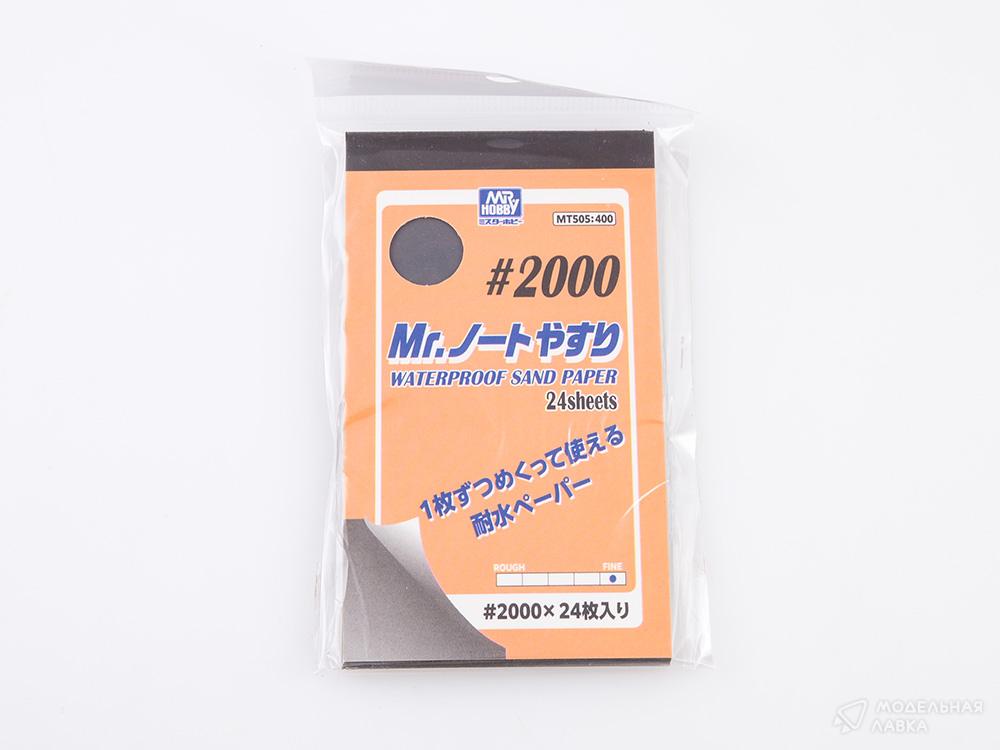 MR
HOBBY
ミスターホビー
MT505:400
#2000
Mr.ノートやすり
WATERPROOF SAND PAPER
24sheets
1枚ずつめくって使える
耐水ペーパー
ROUGH FINE
#2000×24枚入り
МОДЕЛЬНАЯ
ЛАВКА